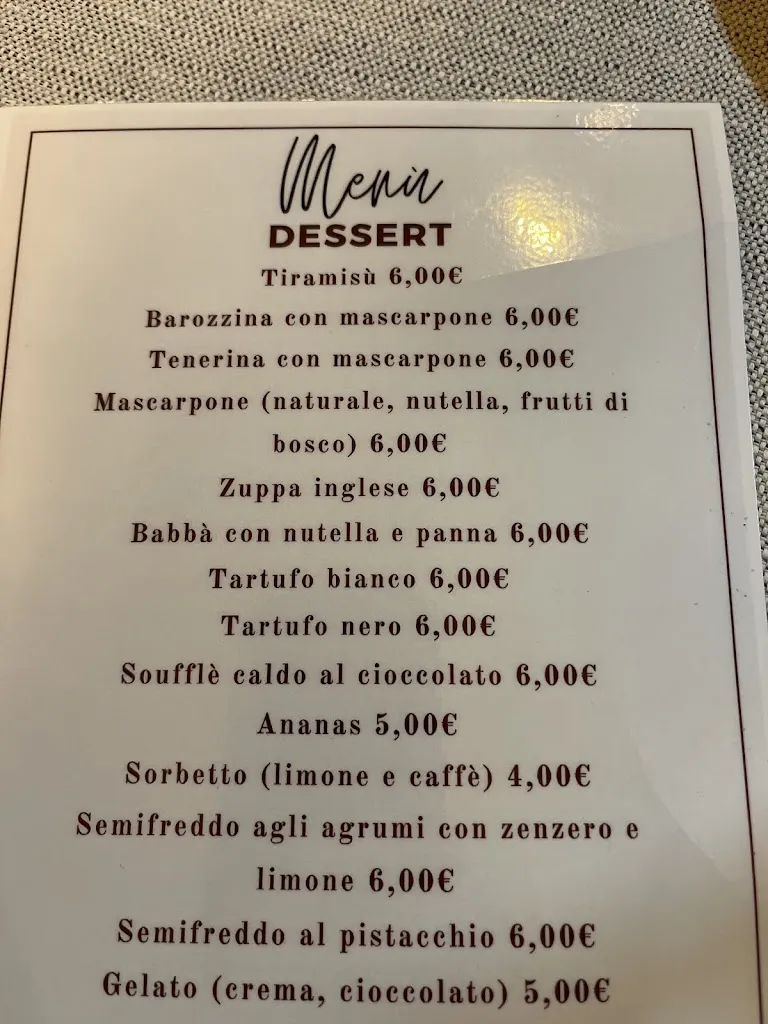 Menù
DESSERT
Tiramisù 6,00€
Barozzina con mascarpone 6,00€
Tenerina con mascarpone 6,00€
Mascarpone (naturale, nutella, frutti di
bosco) 6,00€
Zuppa inglese 6,00€
Babbà con nutella e panna 6,00€
Tartufo bianco 6,00€
Tartufo nero 6,00€
Soufflè caldo al cioccolato 6,00€
Ananas 5,00€
Sorbetto (limone e caffè) 4,00€
Semifreddo agli agrumi con zenzero e
limone 6,00€
Semifreddo al pistacchio 6,00€
Gelato (crema, cioccolato) 5,00€